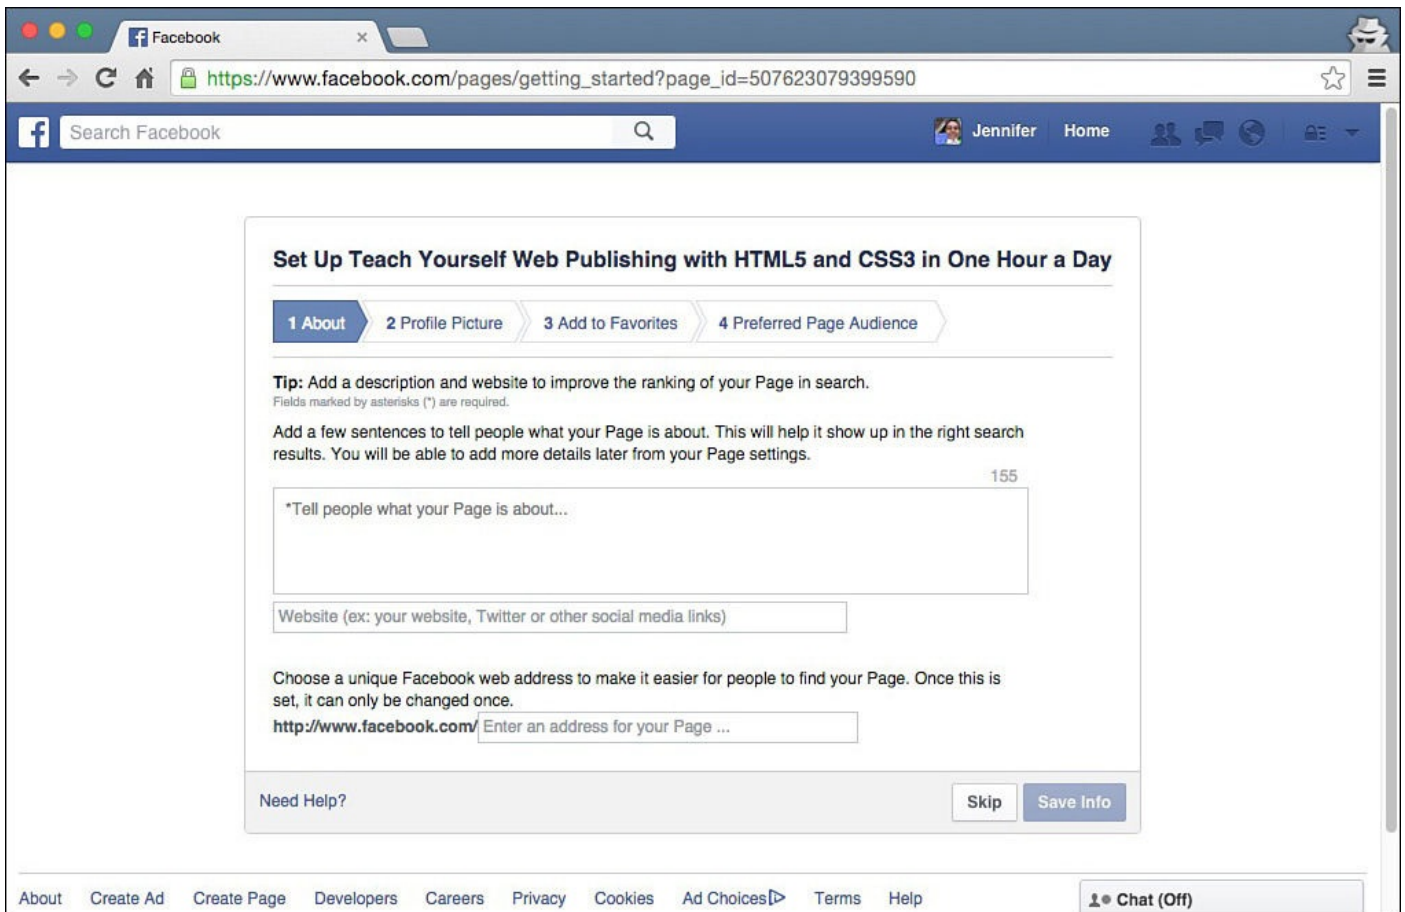 Facebook
https://www.facebook.com/pages/getting_started?page_id=507623079399590
Search Facebook
Jennifer
Home
Set Up Teach Yourself Web Publishing with HTML5 and CSS3 in One Hour a Day
1 About
2 Profile Picture
3 Add to Favorites
4 Preferred Page Audience
Tip: Add a description and website to improve the ranking of your Page in search.
Fields marked by asterisks (*) are required.
Add a few sentences to tell people what your Page is about. This will help it show up in the right search
results. You will be able to add more details later from your Page settings.
155
*Tell people what your Page is about...
Website (ex: your website, Twitter or other social media links)
Choose a unique Facebook web address to make it easier for people to find your Page. Once this is
set, it can only be changed once.
http://www.facebook.com/ Enter an address for your Page ...
Need Help?
Skip
Save Info
About Create Ad Create Page Developers Careers Privacy Cookies Ad Choices Terms Help
Chat (Off)